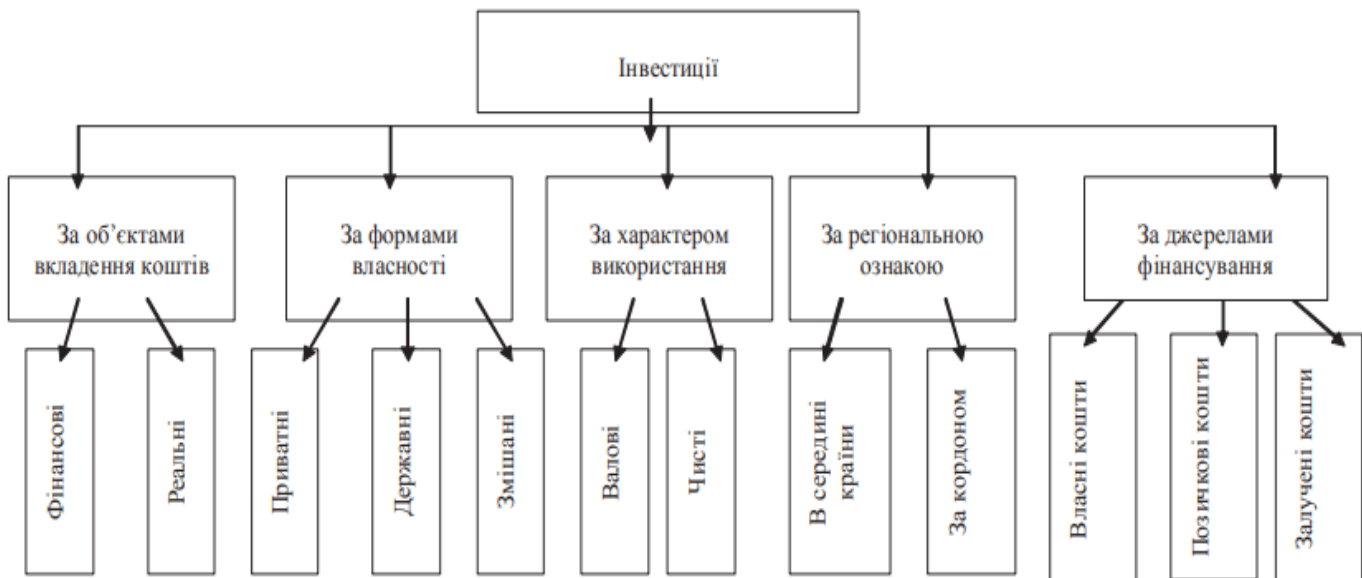 Інвестиції
За об’єктами
вкладення коштів
За формами
власності
За характером
використання
За регіональною
ознакою
За джерелами
фінансування
Фінансові
Реальні
Приватні
Державні
Змішані
Валові
Чисті
В середині
країни
За кордоном
Власні кошти
Позичкові кошти
Залучені кошти